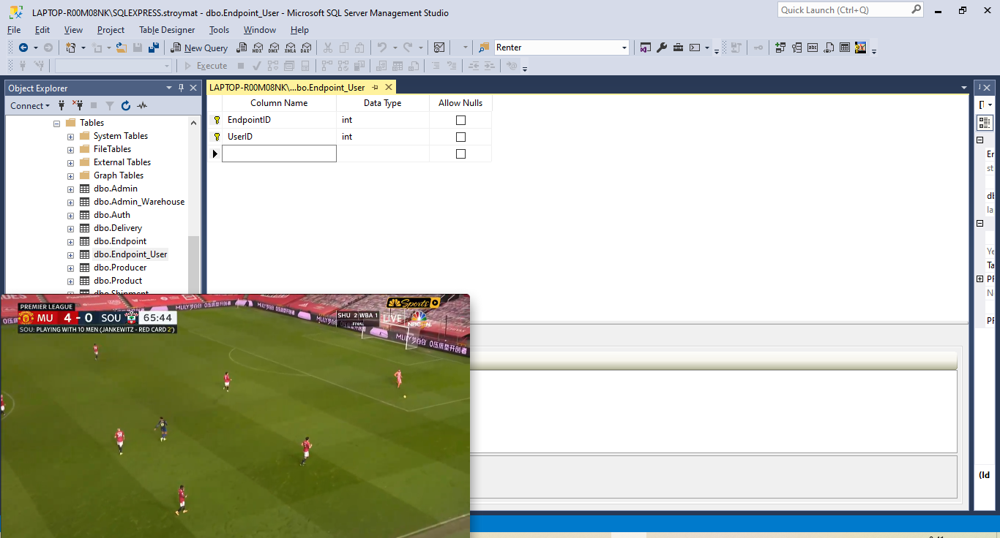 LAPTOP-R00M08NK\SQLEXPRESS.stroymat - dbo.Endpoint_User - Microsoft SQL Server Management Studio
Quick Launch (Ctrl+Q)
File Edit View Project Table Designer Tools Window Help
New Query
MDX DMX XMLA DAX
Renter
Execute
Object Explorer
LAPTOP-R00M08NK\...bo.Endpoint_User
Connect
Column Name Data Type Allow Nulls
EndpointID int
UserID int
Tables
System Tables
FileTables
External Tables
Graph Tables
dbo.Admin
dbo.Admin_Warehouse
dbo.Auth
dbo.Delivery
dbo.Endpoint
dbo.Endpoint_User
dbo.Producer
dbo.Product
dbo.Shipment
(Id
PREMIER LEAGUE
MU 4 - 0 SOU 65:44
SOU: PLAYING WITH 10 MEN (JANKEWITZ - RED CARD 2')
SHU 2 WBA 1
FINAL
LIVE
Sports
NBCSN